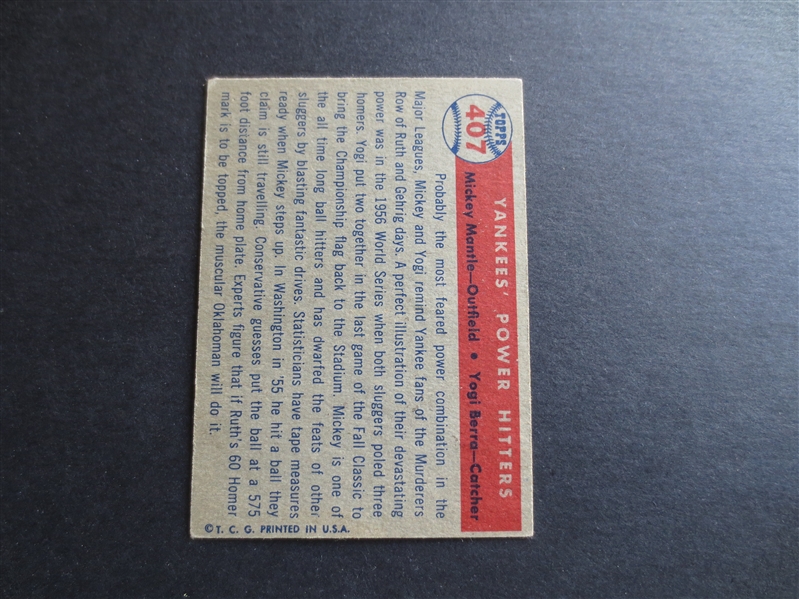 TOPPS
407
YANKEES' POWER HITTERS
Mickey Mantle—Outfield • Yogi Berra—Catcher
Probably the most feared power combination in the
Major Leagues, Mickey and Yogi remind Yankee fans of the Murderers
Row of Ruth and Gehrig days. A perfect illustration of their devastating
power was in the 1956 World Series when both sluggers poled three
homers. Yogi put two together in the last game of the Fall Classic to
bring the Championship flag back to the Stadium. Mickey is one of
the all time long ball hitters and has dwarfed the feats of other
sluggers by blasting fantastic drives. Statisticians have tape measures
ready when Mickey steps up. In Washington in '55 he hit a ball they
claim is still travelling. Conservative guesses put the ball at a 575
foot distance from home plate. Experts figure that if Ruth's 60 Homer
mark is to be topped, the muscular Oklahoman will do it.
© T. C. G. PRINTED IN U.S.A.